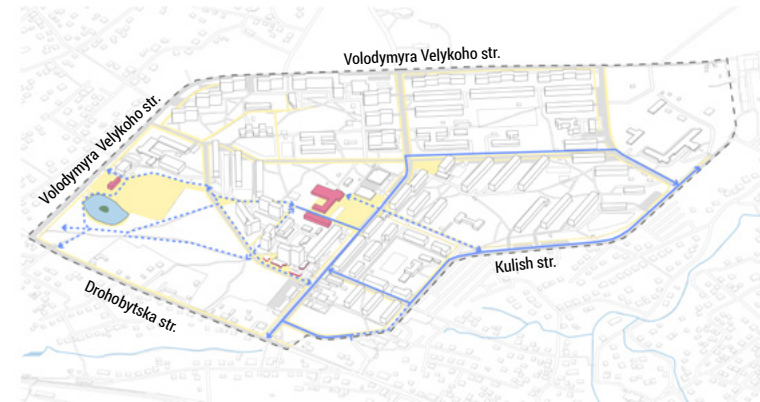 Volodymyra Velykoho str.
Volodymyra Velykoho str.
Drohobytska str.
Kulish str.